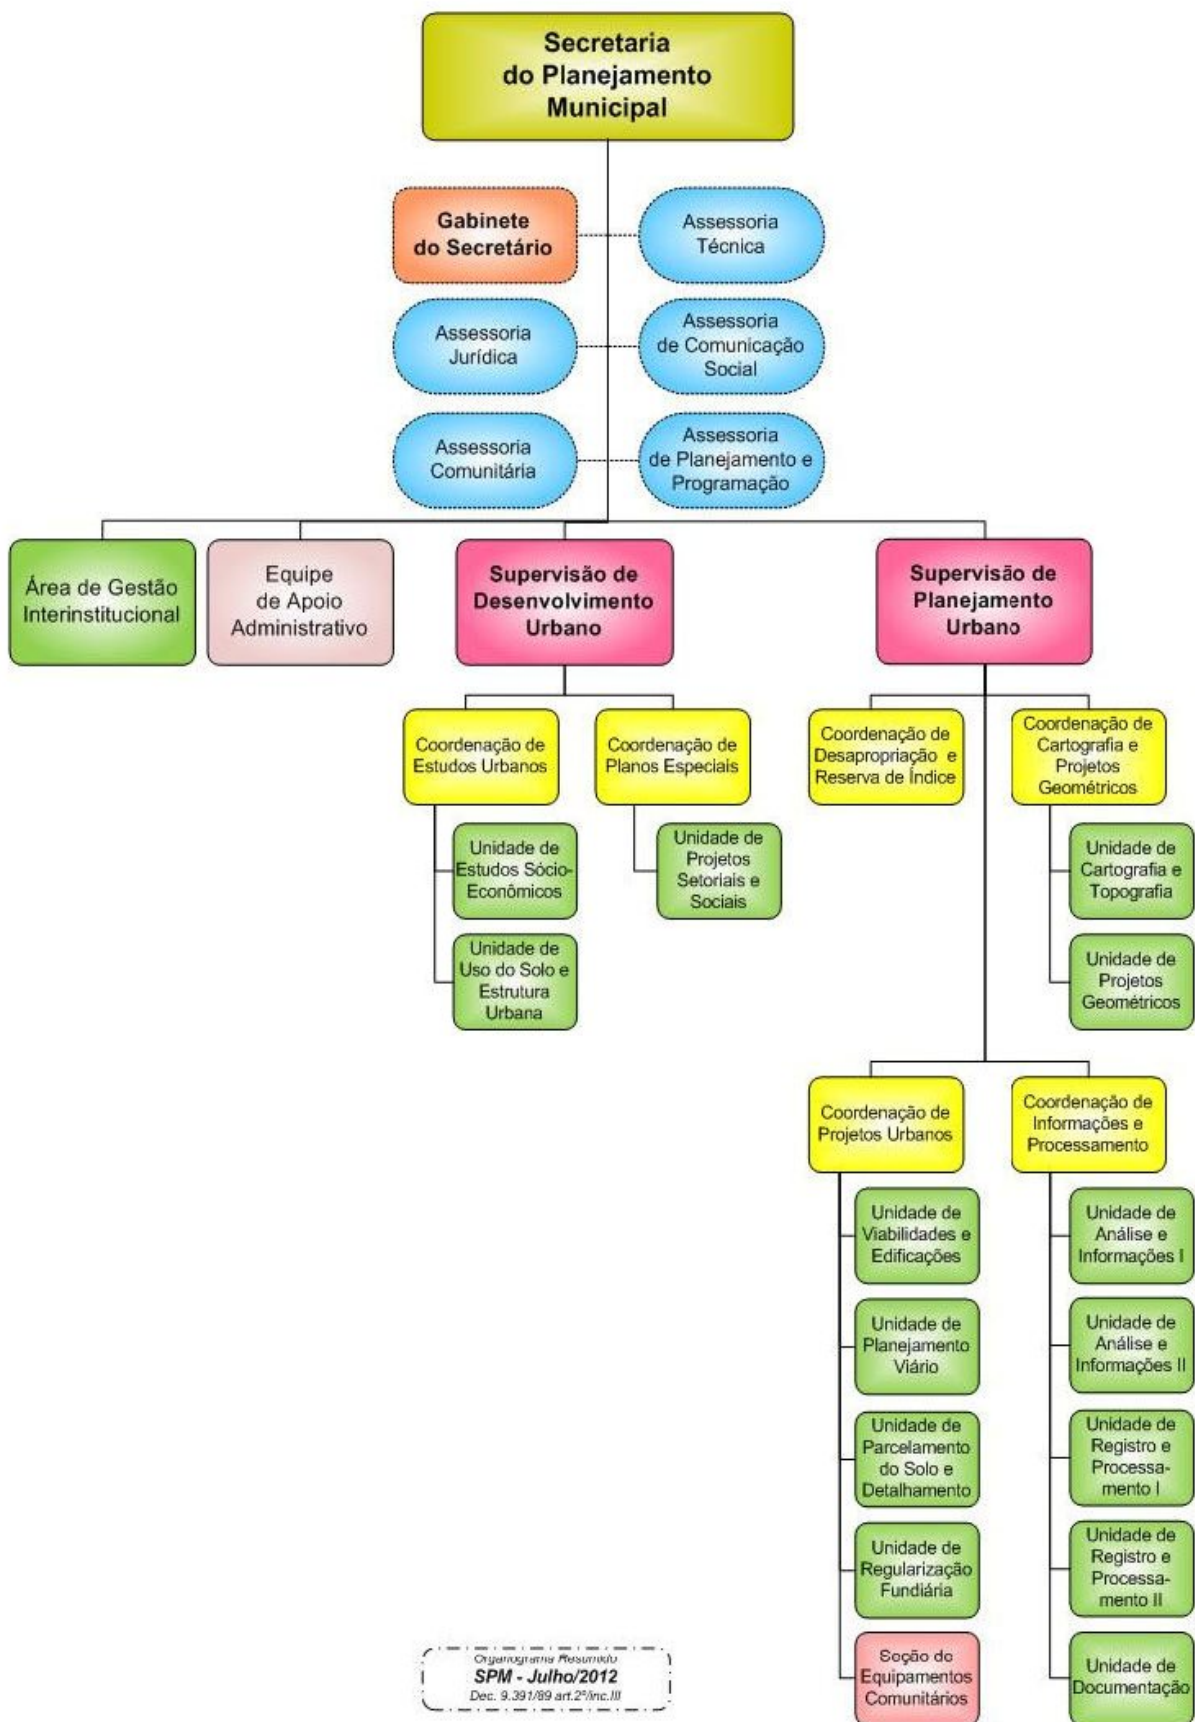 Secretaria
do Planejamento
Municipal
Gabinete
do Secretário
Assessoria
Técnica
Assessoria
Jurídica
Assessoria
de Comunicação
Social
Assessoria
Comunitária
Assessoria
de Planejamento e
Programação
Área de Gestão
Interinstitucional
Equipe
de Apoio
Administrativo
Supervisão de
Desenvolvimento
Urbano
Supervisão de
Planejamento
Urbano
Coordenação de
Estudos Urbanos
Coordenação de
Planos Especiais
Coordenação de
Desapropriação e
Reserva de Índice
Coordenação de
Cartografia e
Projetos
Geométricos
Unidade de
Estudos Sócio-
Econômicos
Unidade de
Projetos
Setoriais e
Sociais
Unidade de
Cartografia e
Topografia
Unidade de
Uso do Solo e
Estrutura
Urbana
Unidade de
Projetos
Geométricos
Coordenação de
Projetos Urbanos
Coordenação de
Informações e
Processamento
Unidade de
Viabilidades e
Edificações
Unidade de
Análise e
Informações I
Unidade de
Planejamento
Viário
Unidade de
Análise e
Informações II
Unidade de
Parcelamento
do Solo e
Detalhamento
Unidade de
Registro e
Processa-
mento I
Unidade de
Regularização
Fundiária
Unidade de
Registro e
Processa-
mento II
Seção de
Equipamentos
Comunitários
Unidade de
Documentação
Organograma Resumido
SPM - Julho/2012
Dec. 9.391/89 art.2º/inc.III